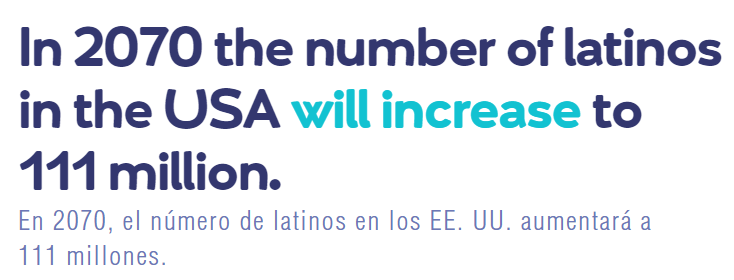 In 2070 the number of latinos
in the USA will increase to
111 million.
En 2070, el número de latinos en los EE. UU. aumentará a
111 millones.